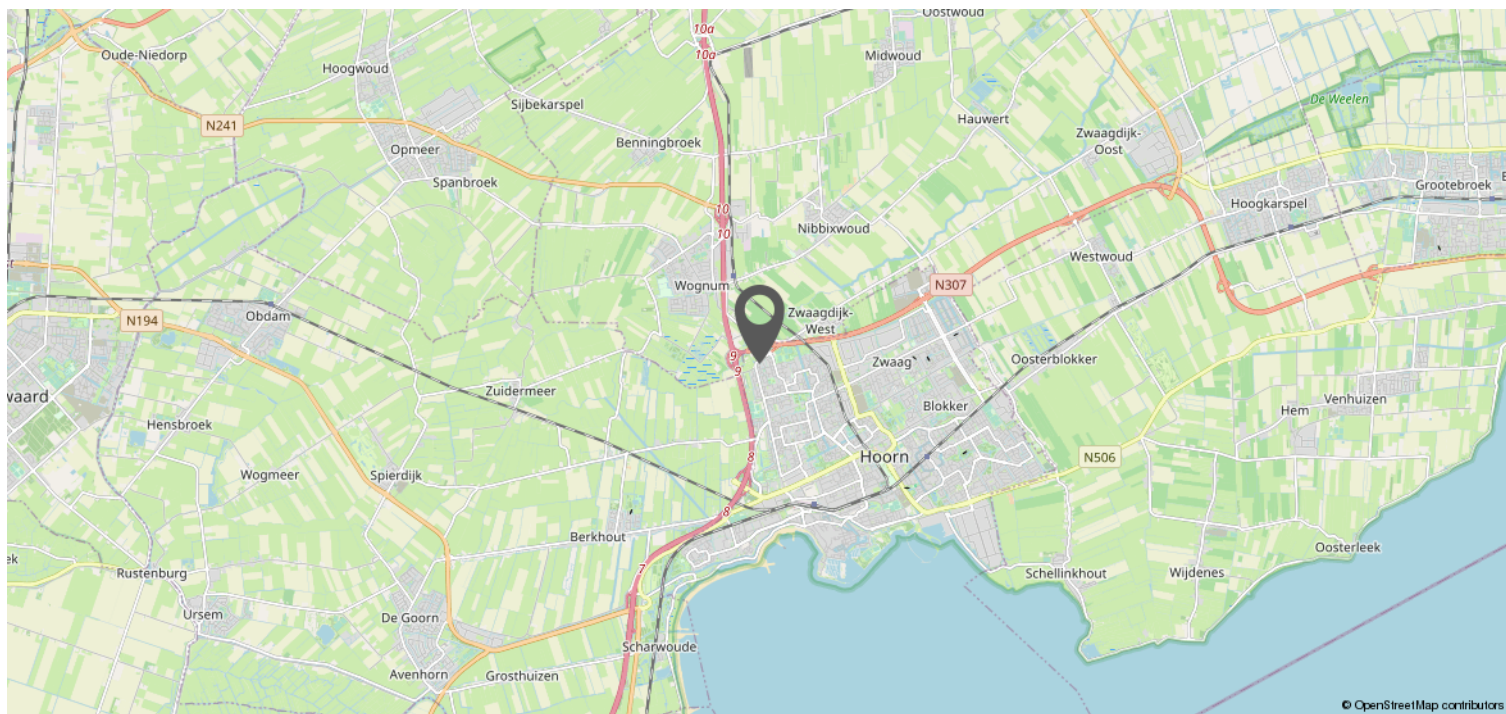 10a
Oostwoud
10a
Oude-Niedorp
Midwoud
Hoogwoud
De Weelen
Sijbekarspel
Hauwert
N241
Zwaagdijk-
Oost
Benningbroek
Opmeer
Spanbroek
Grootebroek
Hoogkarspel
10
10
Nibbixwoud
Westwoud
Wognum
N307
Obdam
N194
Zwaagdijk-
West
9
9
Zwaag
Oosterblokker
Zuidermeer
waard
Venhuizen
Blokker
Hem
Hensbroek
8
Hoorn
N506
Wogmeer
Spierdijk
8
Berkhout
Oosterleek
ek
7
Rustenburg
Schellinkhout
Wijdenes
Ursem
De Goorn
Scharwoude
Avenhorn
Grosthuizen
© OpenStreetMap contributors